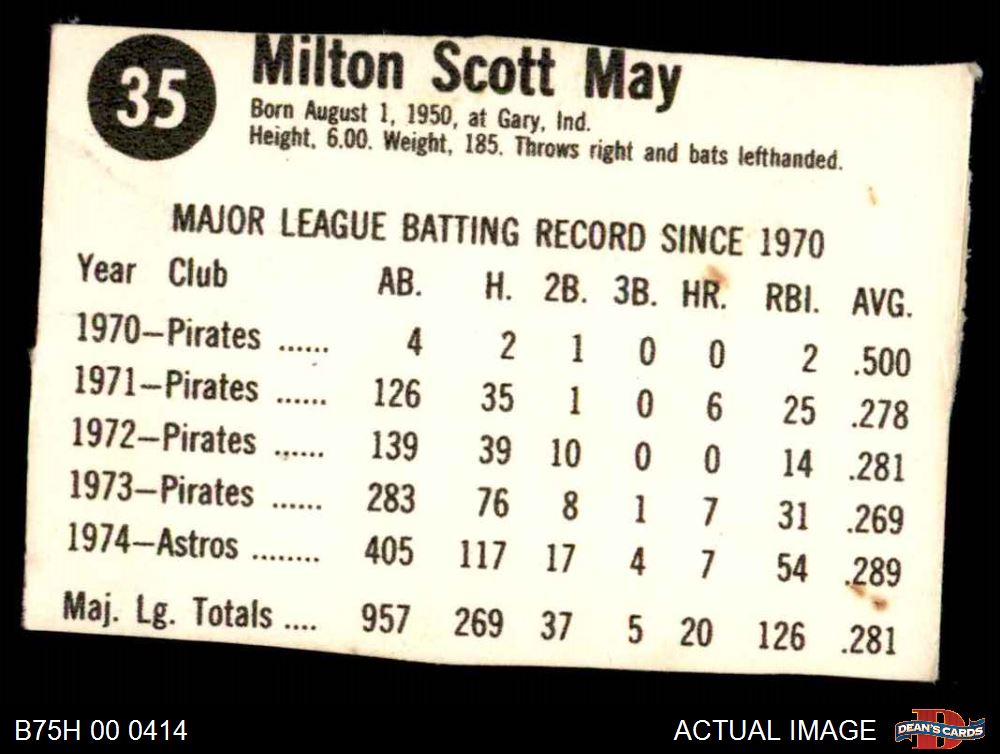 35
Milton Scott May
Born August 1, 1950, at Gary, Ind.
Height, 6.00. Weight, 185. Throws right and bats lefthanded.
MAJOR LEAGUE BATTING RECORD SINCE 1970
Year Club AB. H. 2B. 3B. HR. RBI. AVG.
1970—Pirates ...... 4 2 1 0 0 2 .500
1971—Pirates ...... 126 35 1 0 6 25 .278
1972—Pirates ...... 139 39 10 0 0 14 .281
1973—Pirates ...... 283 76 8 1 7 31 .269
1974—Astros ........ 405 117 17 4 7 54 .289
Maj. Lg. Totals .... 957 269 37 5 20 126 .281
B75H 00 0414
ACTUAL IMAGE
D
DEAN'S CARDS